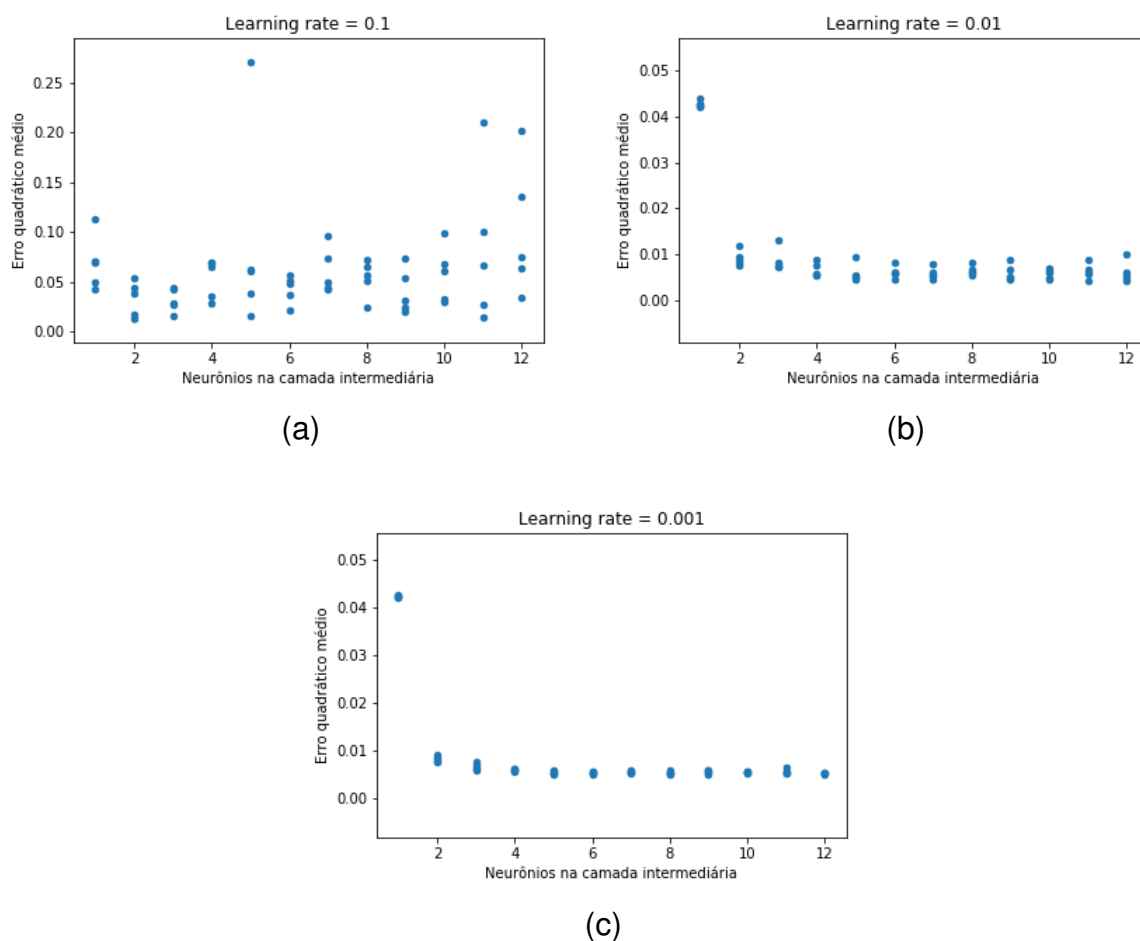 Learning rate = 0.1
Erro quadrático médio
0.25
0.20
0.15
0.10
0.05
0.00
2 4 6 8 10 12
Neurônios na camada intermediária
(a)
Learning rate = 0.01
Erro quadrático médio
0.05
0.04
0.03
0.02
0.01
0.00
2 4 6 8 10 12
Neurônios na camada intermediária
(b)
Learning rate = 0.001
Erro quadrático médio
0.05
0.04
0.03
0.02
0.01
0.00
2 4 6 8 10 12
Neurônios na camada intermediária
(c)